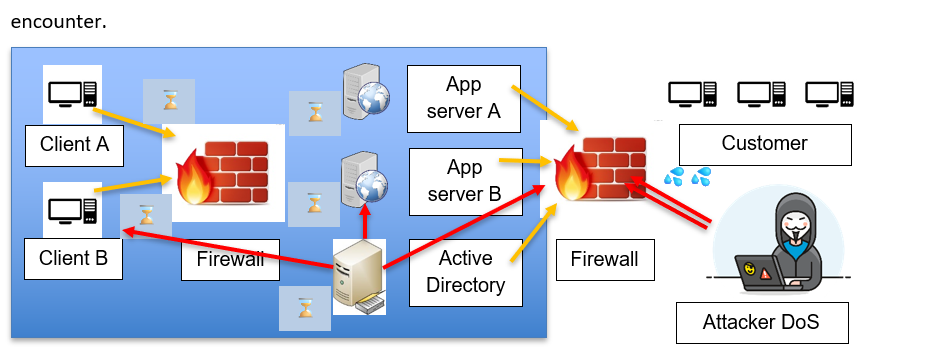 encounter.
Client A
Client B
Firewall
App
server A
App
server B
Active
Directory
Firewall
Customer
Attacker DoS